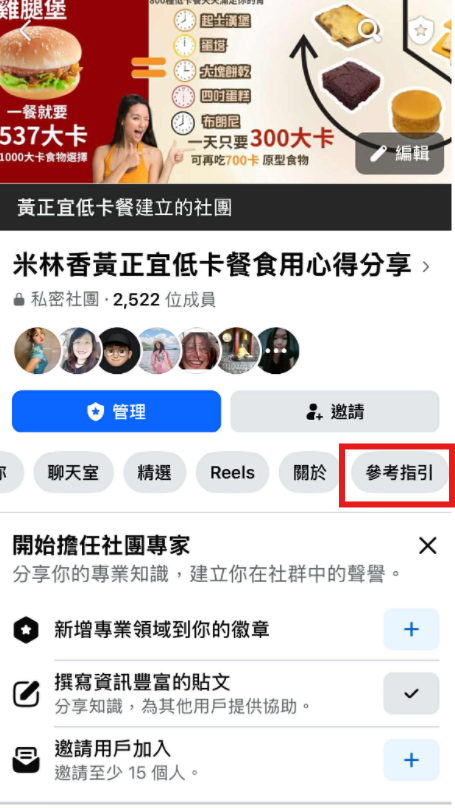 雞腿堡
一餐就要
537大卡
1000大卡食物選擇
起士漢堡
蛋塔
大塊餅乾
四吋蛋糕
布朗尼
一天只要300大卡
可再吃700卡 原型食物
編輯
黃正宜低卡餐建立的社團
米林香黃正宜低卡餐食用心得分享
私密社團·2,522 位成員
管理
邀請
聊天室
精選
Reels
關於
參考指引
開始擔任社團專家
分享你的專業知識，建立你在社群中的聲譽。
新增專業領域到你的徽章
撰寫資訊豐富的貼文
分享知識，為其他用戶提供協助。
邀請用戶加入
邀請至少 15 個人。